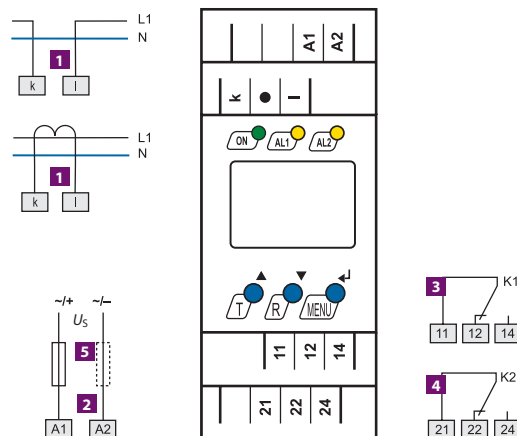 L1
N
1
k l
L1
N
1
k l
~/+ ~/–
US
5
2
A1 A2
A1 A2
k ● l
ON AL1 AL2
▲ ▼ ↵
T R MENU
11 12 14
21 22 24
3 K1
11 12 14
4 K2
21 22 24